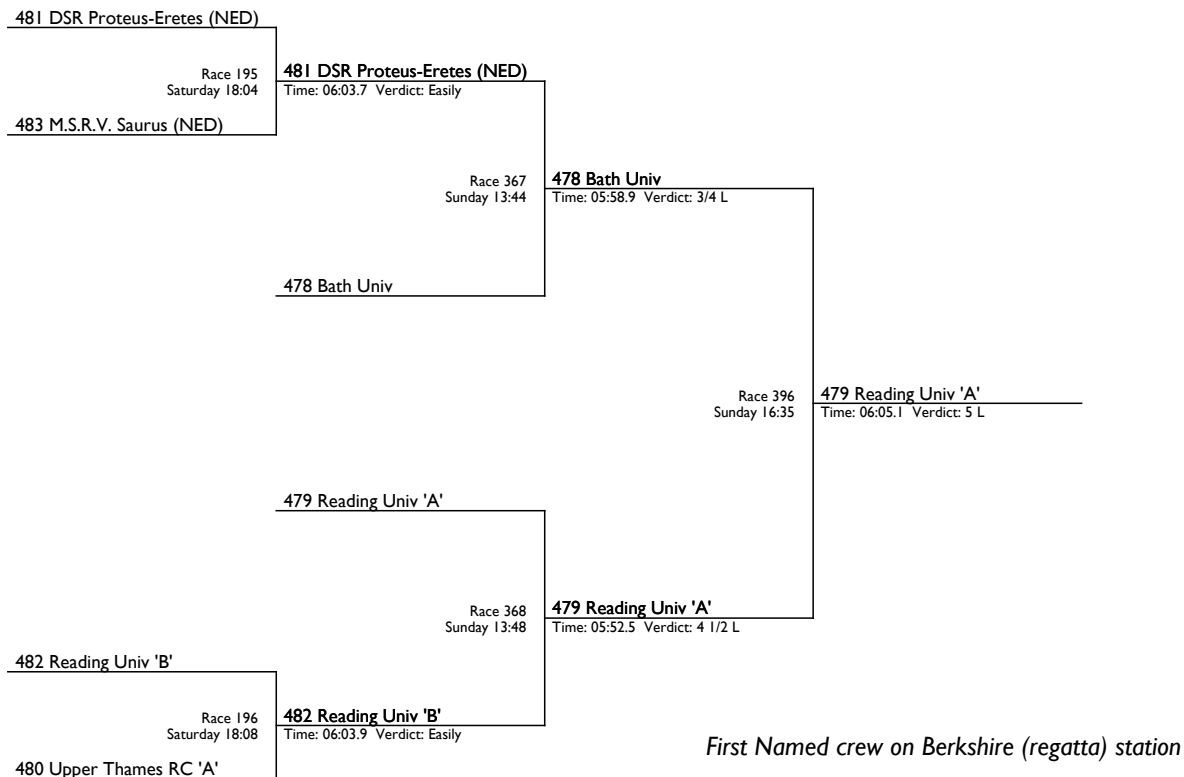 481 DSR Proteus-Eretes (NED)
Race 195
Saturday 18:04
481 DSR Proteus-Eretes (NED)
Time: 06:03.7 Verdict: Easily
483 M.S.R.V. Saurus (NED)
Race 367
Sunday 13:44
478 Bath Univ
Time: 05:58.9 Verdict: 3/4 L
478 Bath Univ
Race 396
Sunday 16:35
479 Reading Univ 'A'
Time: 06:05.1 Verdict: 5 L
479 Reading Univ 'A'
Race 368
Sunday 13:48
479 Reading Univ 'A'
Time: 05:52.5 Verdict: 4 1/2 L
482 Reading Univ 'B'
Race 196
Saturday 18:08
482 Reading Univ 'B'
Time: 06:03.9 Verdict: Easily
480 Upper Thames RC 'A'
First Named crew on Berkshire (regatta) station